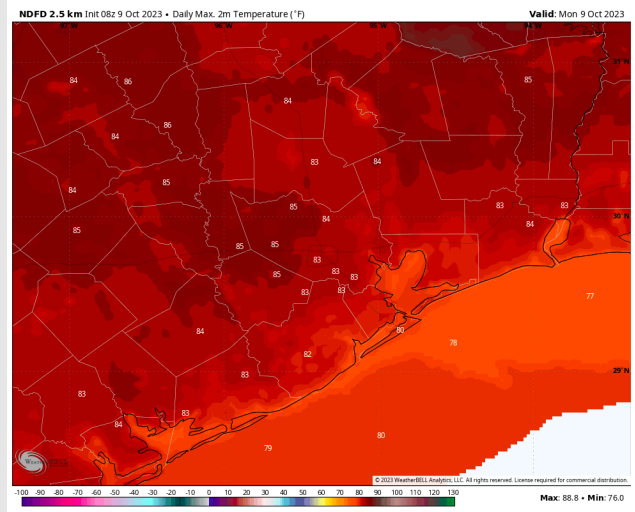 NDFD 2.5 km Init 08z 9 Oct 2023 • Daily Max. 2m Temperature (°F)
Valid: Mon 9 Oct 2023
96°W 95°W 94°W
31°N
84 86 85
84
86
84
83 84
85
84
85 83 83
30°N
84 84
85
85 85
83
83 83
85
83 83
77
84 80
78
82
29°N
83
83
83
84
80
79
© 2023 WeatherBELL Analytics, LLC. All rights reserved. License required for commercial distribution.
-100 -90 -80 -70 -60 -50 -40 -30 -20 -10 0 10 20 30 40 50 60 70 80 90 100 110 120 130
Max: 88.8 • Min: 76.0